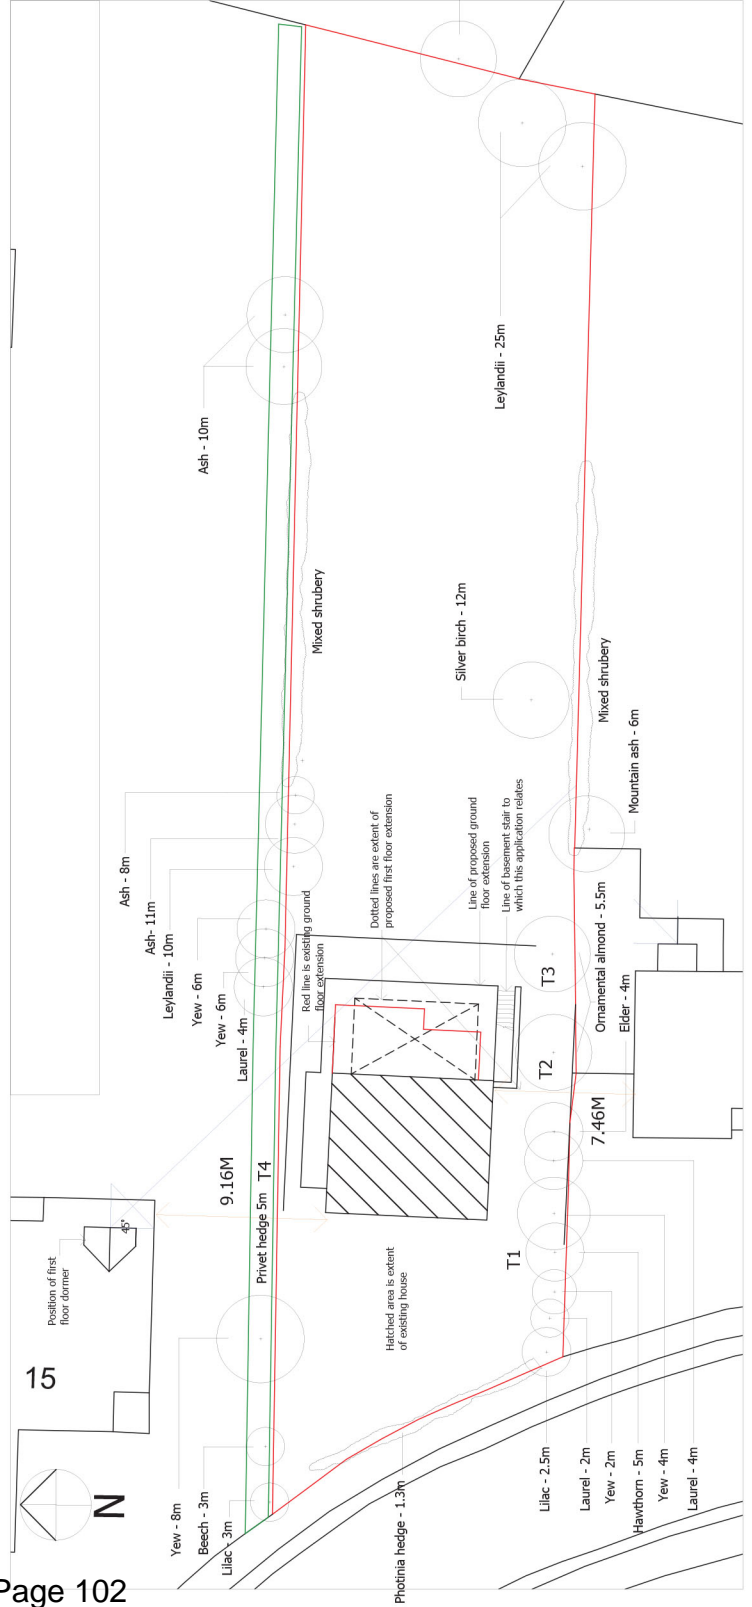 Leylandii - 25m
Ash - 10m
Mixed shrubery
Silver birch - 12m
Mixed shrubery
Mountain ash - 6m
Ash - 8m
Ash- 11m
Leylandii - 10m
Yew - 6m
Yew - 6m
Laurel - 4m
Red line is existing ground
floor extension
Dotted lines are extent of
proposed first floor extension
Line of proposed ground
floor extension
Line of basement stair to
which this application relates
Ornamental almond - 5.5m
Elder - 4m
T3
T2
7.46M
9.16M
T4
Privet hedge 5m
T1
45°
Position of first
floor dormer
15
Hatched area is extent
of existing house
N
Yew - 8m
Beech - 3m
Lilac - 3m
Photinia hedge - 1.3m
Lilac - 2.5m
Laurel - 2m
Yew - 2m
Hawthorn - 5m
Yew - 4m
Laurel - 4m
Page 102